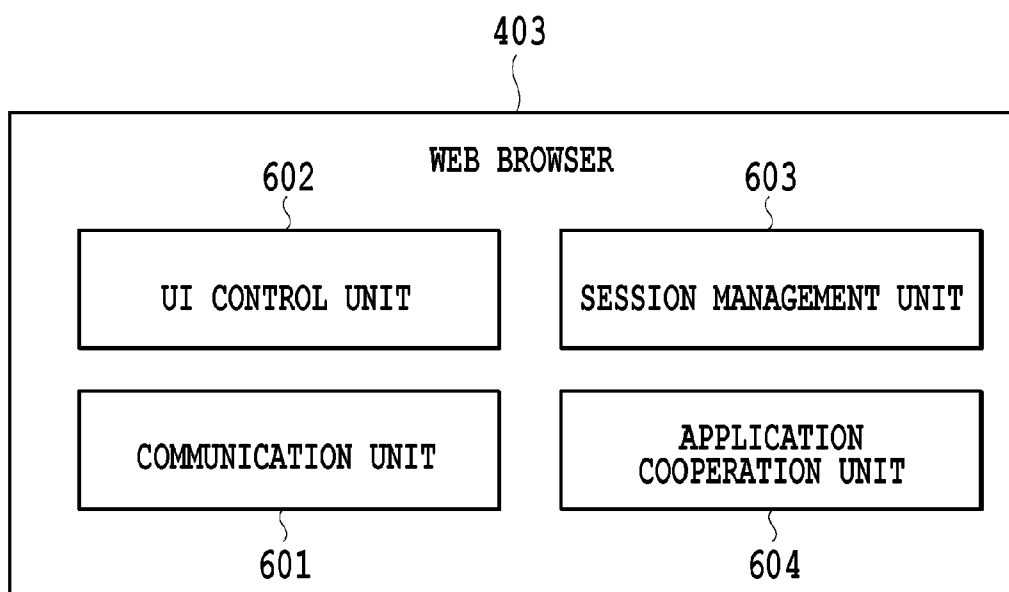 403
WEB BROWSER
602
603
UI CONTROL UNIT
SESSION MANAGEMENT UNIT
COMMUNICATION UNIT
APPLICATION
COOPERATION UNIT
601
604